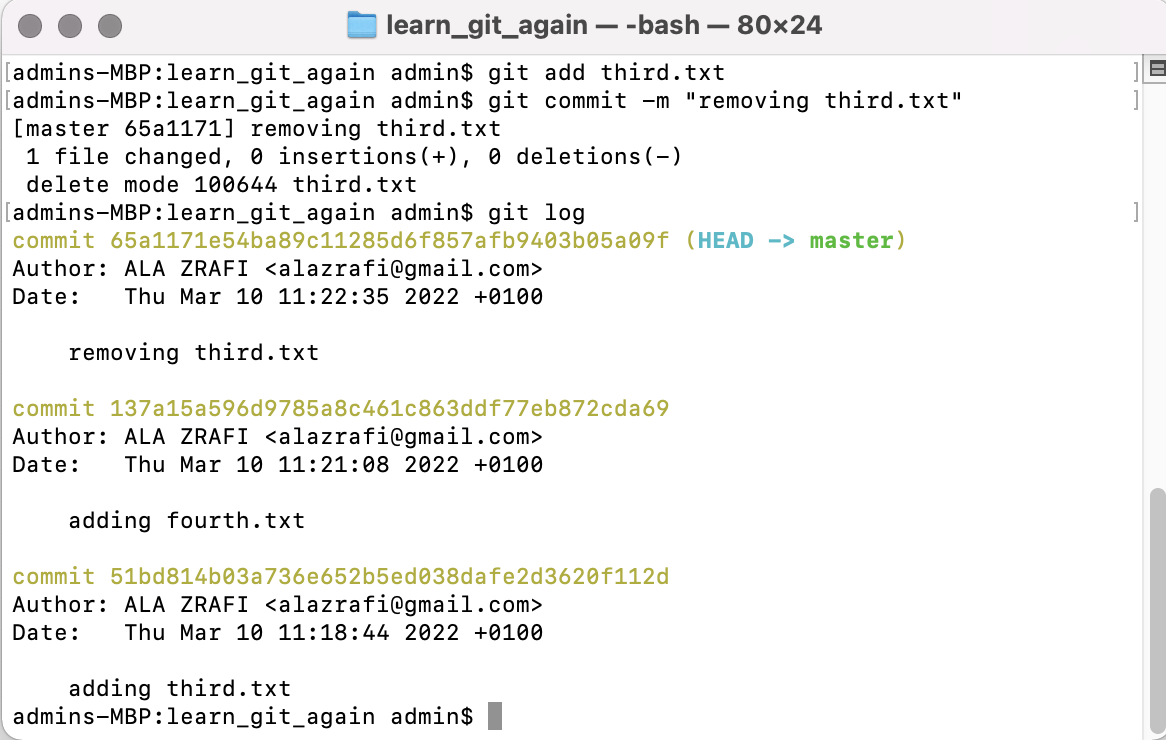 learn_git_again — -bash — 80×24
[admins-MBP:learn_git_again admin$ git add third.txt ]
[admins-MBP:learn_git_again admin$ git commit -m "removing third.txt" ]
[master 65a1171] removing third.txt
 1 file changed, 0 insertions(+), 0 deletions(-)
 delete mode 100644 third.txt
[admins-MBP:learn_git_again admin$ git log ]
commit 65a1171e54ba89c11285d6f857afb9403b05a09f (HEAD -> master)
Author: ALA ZRAFI <alazrafi@gmail.com>
Date:   Thu Mar 10 11:22:35 2022 +0100

    removing third.txt

commit 137a15a596d9785a8c461c863ddf77eb872cda69
Author: ALA ZRAFI <alazrafi@gmail.com>
Date:   Thu Mar 10 11:21:08 2022 +0100

    adding fourth.txt

commit 51bd814b03a736e652b5ed038dafe2d3620f112d
Author: ALA ZRAFI <alazrafi@gmail.com>
Date:   Thu Mar 10 11:18:44 2022 +0100

    adding third.txt
admins-MBP:learn_git_again admin$